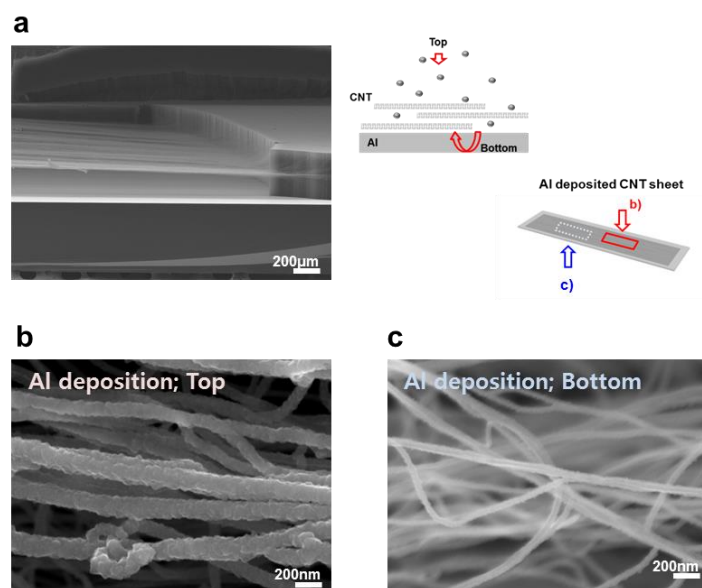 a
Top
CNT
Al
Bottom
200μm
Al deposited CNT sheet
b)
c)
b
c
Al deposition; Top
Al deposition; Bottom
200nm
200nm